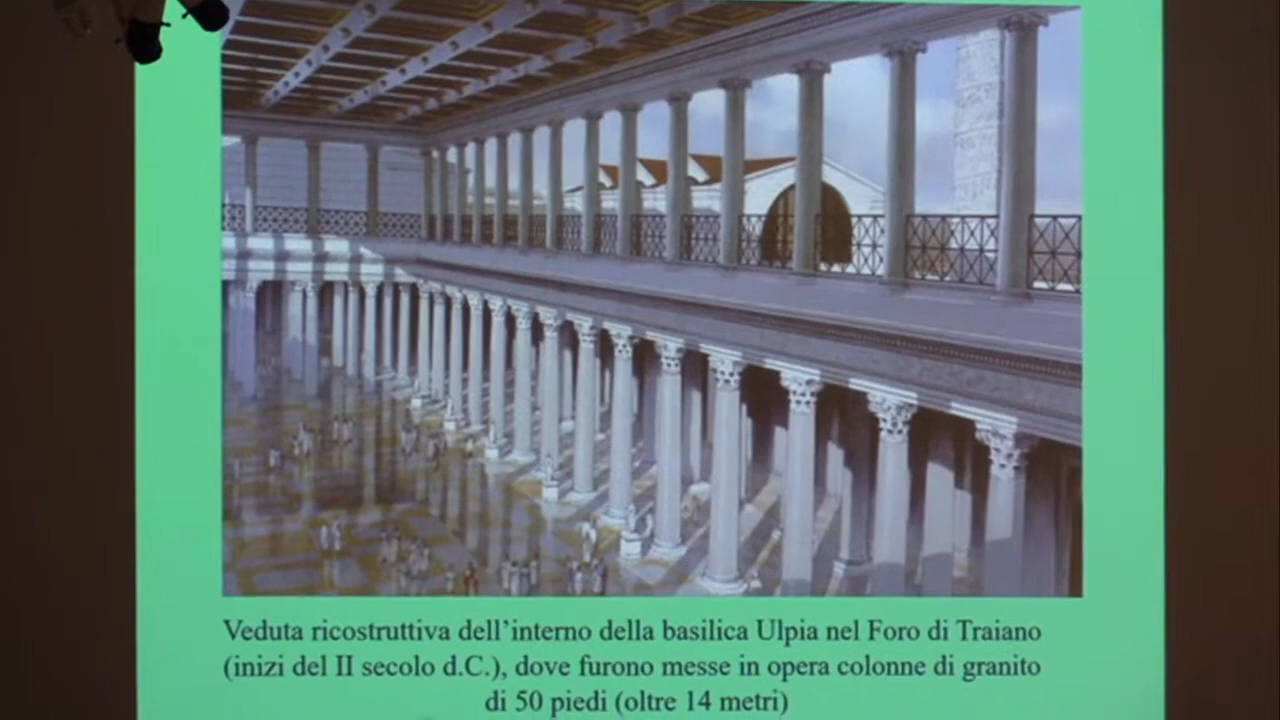 Veduta ricostruttiva dell'interno della basilica Ulpia nel Foro di Traiano
(inizi del II secolo d.C.), dove furono messe in opera colonne di granito
di 50 piedi (oltre 14 metri)